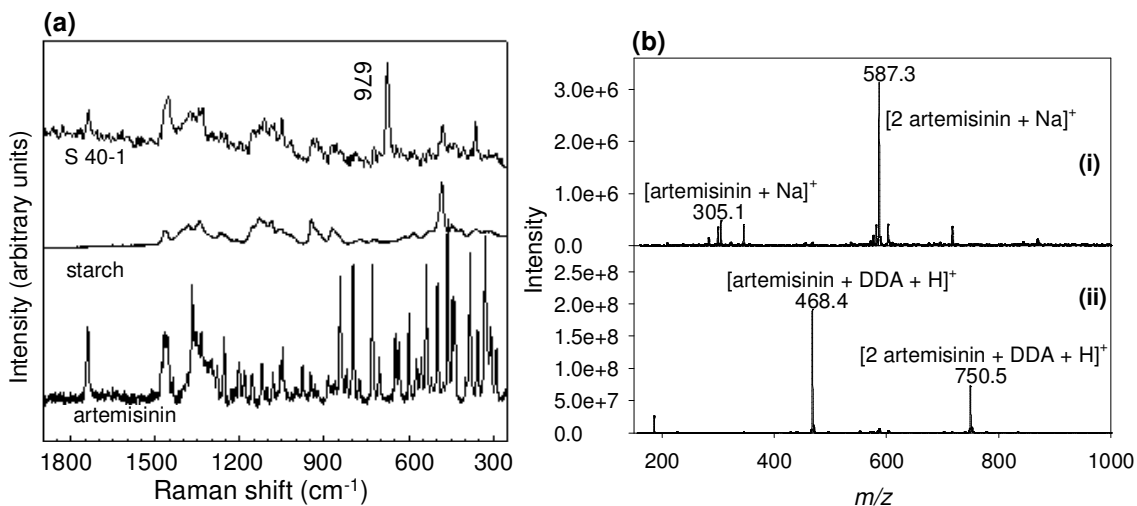 (a)
676
S 40-1
starch
artemisinin
Intensity (arbitrary units)
1800 1500 1200 900 600 300
Raman shift (cm⁻¹)
(b)
587.3
[2 artemisinin + Na]⁺
(i)
[artemisinin + Na]⁺
305.1
3.0e+6
2.0e+6
1.0e+6
0.0
Intensity
2.5e+8
[artemisinin + DDA + H]⁺
468.4
(ii)
2.0e+8
1.5e+8
[2 artemisinin + DDA + H]⁺
750.5
1.0e+8
5.0e+7
0.0
200 400 600 800 1000
m/z